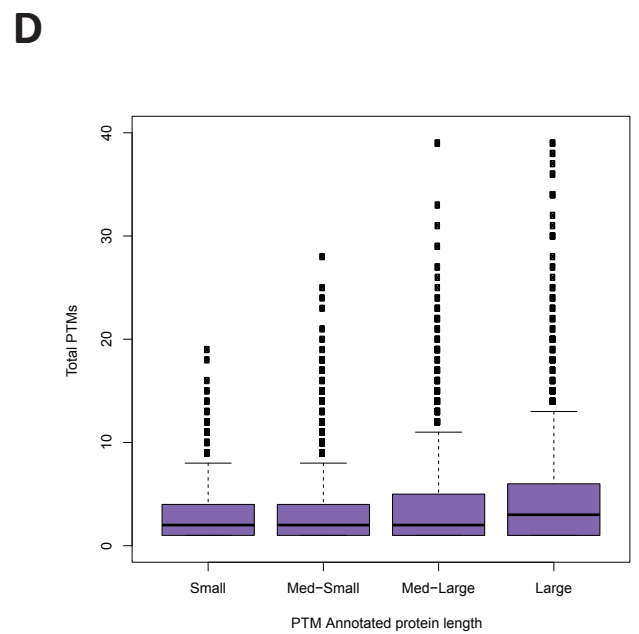 D
40
30
20
10
0
Total PTMs
Small Med−Small Med−Large Large
PTM Annotated protein length